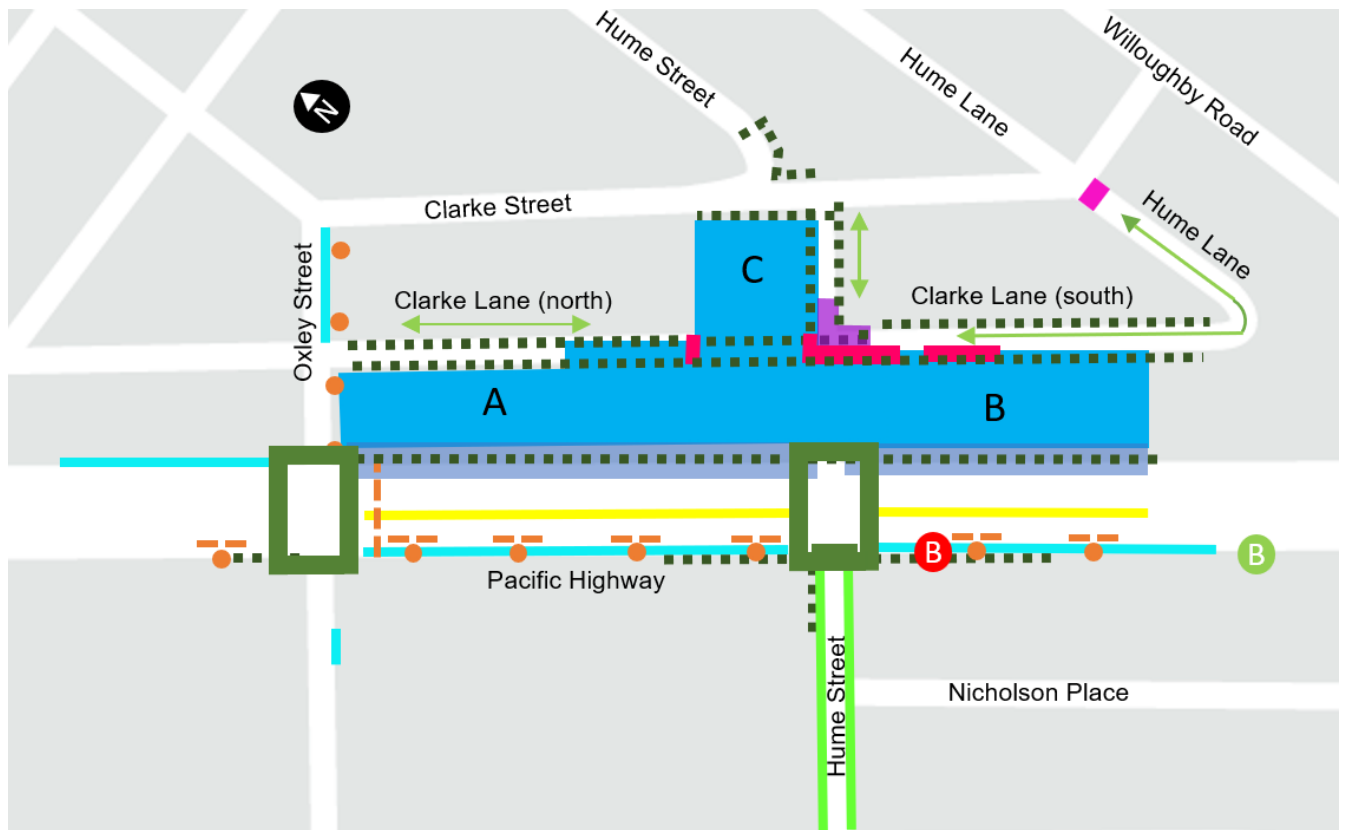 Hume Street
Hume Lane
Willoughby Road
N
Clarke Street
Hume Lane
Oxley Street
C
Clarke Lane (north)
Clarke Lane (south)
A
B
B
B
Pacific Highway
Hume Street
Nicholson Place